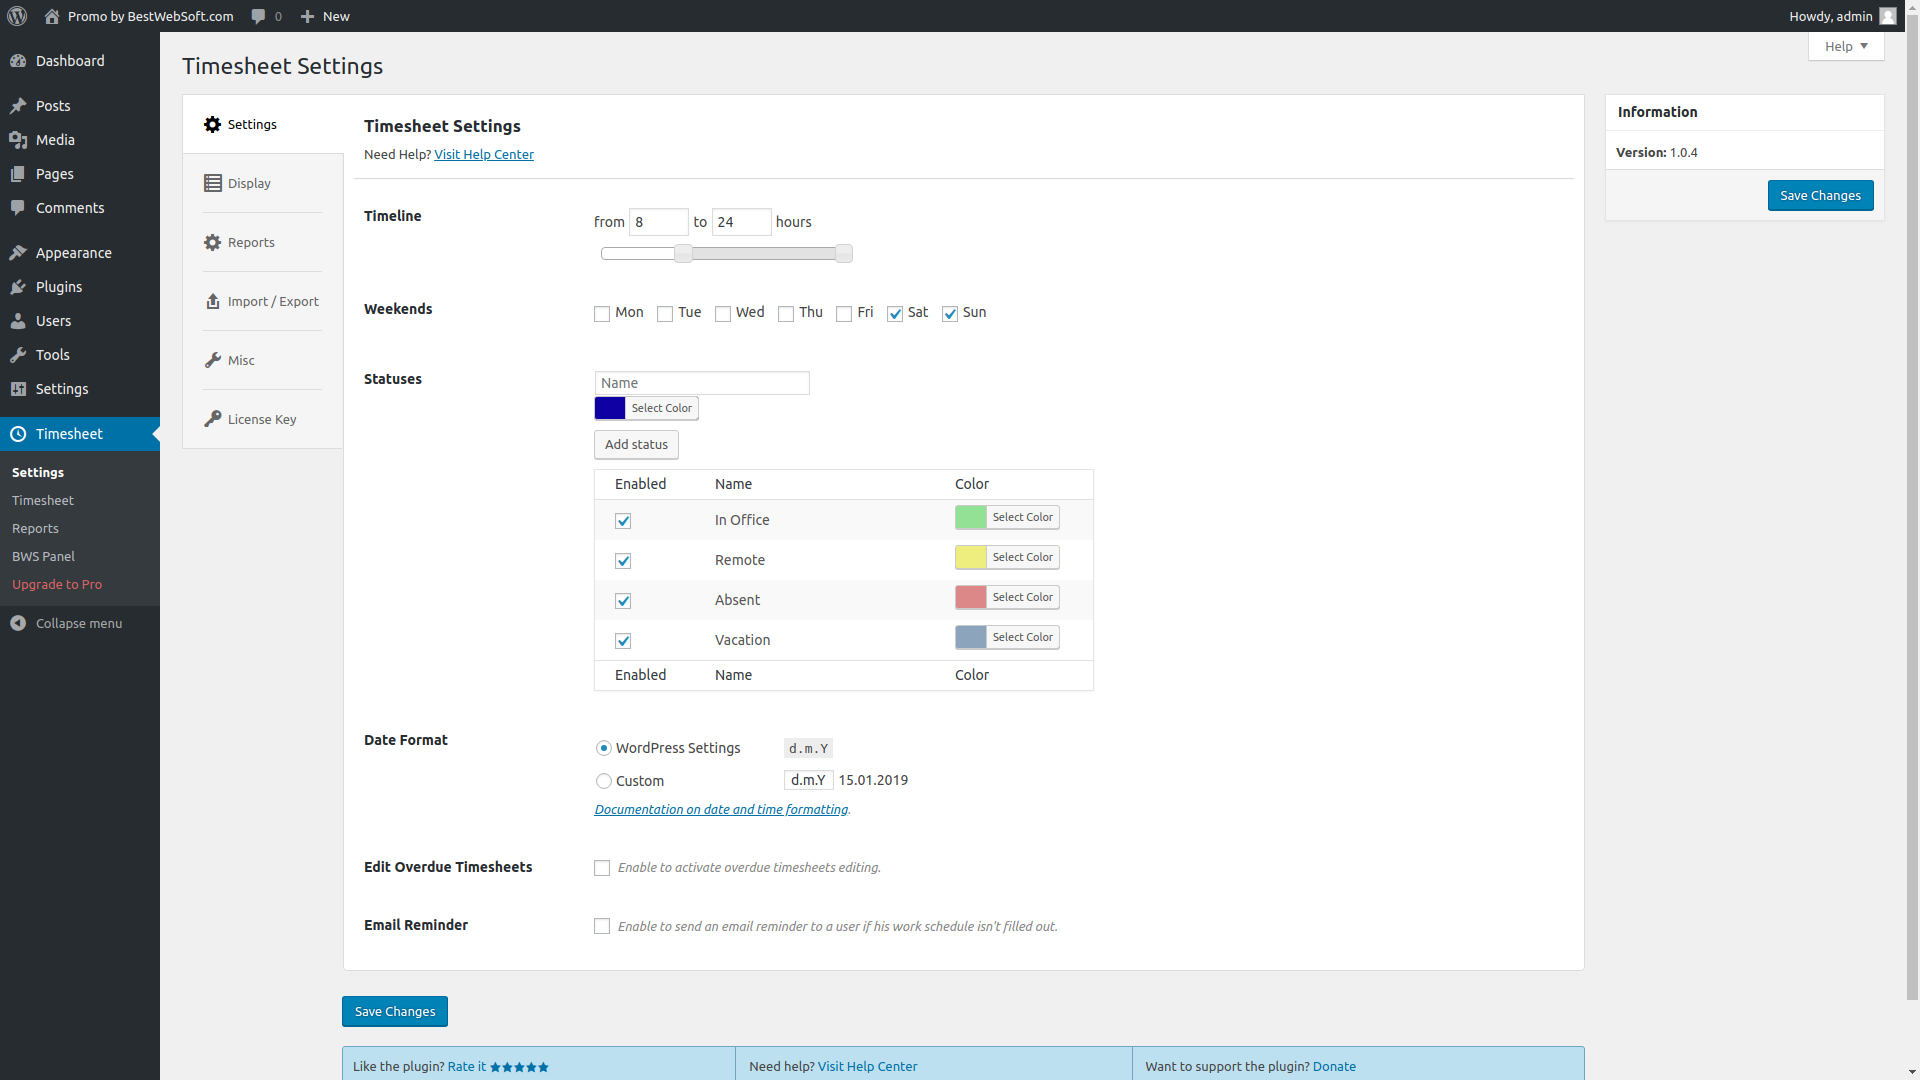 Promo by BestWebSoft.com 0 New Howdy, admin
Help
Dashboard
Posts
Media
Pages
Comments
Appearance
Plugins
Users
Tools
Settings
Timesheet
Settings
Timesheet
Reports
BWS Panel
Upgrade to Pro
Collapse menu
Timesheet Settings
Settings
Display
Reports
Import / Export
Misc
License Key
Timesheet Settings
Need Help? Visit Help Center
Timeline
from 8 to 24 hours
Weekends
Mon Tue Wed Thu Fri Sat Sun
Statuses
Name
Select Color
Add status
Enabled Name Color
In Office Select Color
Remote Select Color
Absent Select Color
Vacation Select Color
Enabled Name Color
Date Format
WordPress Settings d.m.Y
Custom d.m.Y 15.01.2019
Documentation on date and time formatting.
Edit Overdue Timesheets
Enable to activate overdue timesheets editing.
Email Reminder
Enable to send an email reminder to a user if his work schedule isn't filled out.
Save Changes
Like the plugin? Rate it
Need help? Visit Help Center
Want to support the plugin? Donate
Information
Version: 1.0.4
Save Changes